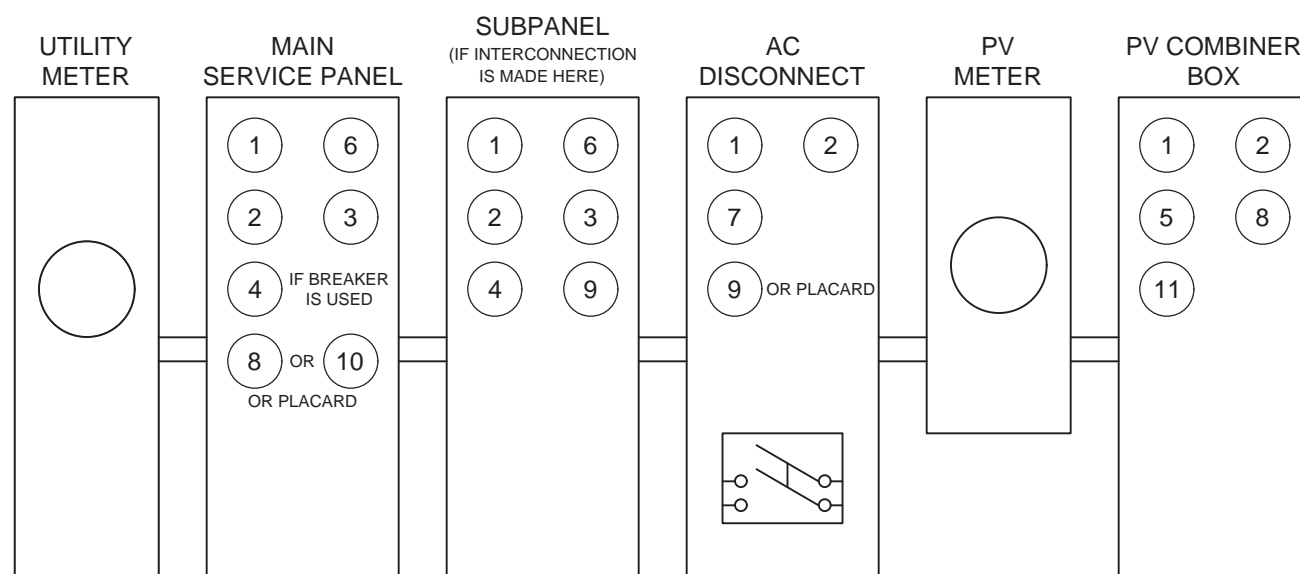 UTILITY
METER
MAIN
SERVICE PANEL
SUBPANEL
(IF INTERCONNECTION
IS MADE HERE)
AC
DISCONNECT
PV
METER
PV COMBINER
BOX
1 6
2 3
4 IF BREAKER
IS USED
8 OR 10
OR PLACARD
1 6
2 3
4 9
1 2
7
9 OR PLACARD
1 2
5 8
11